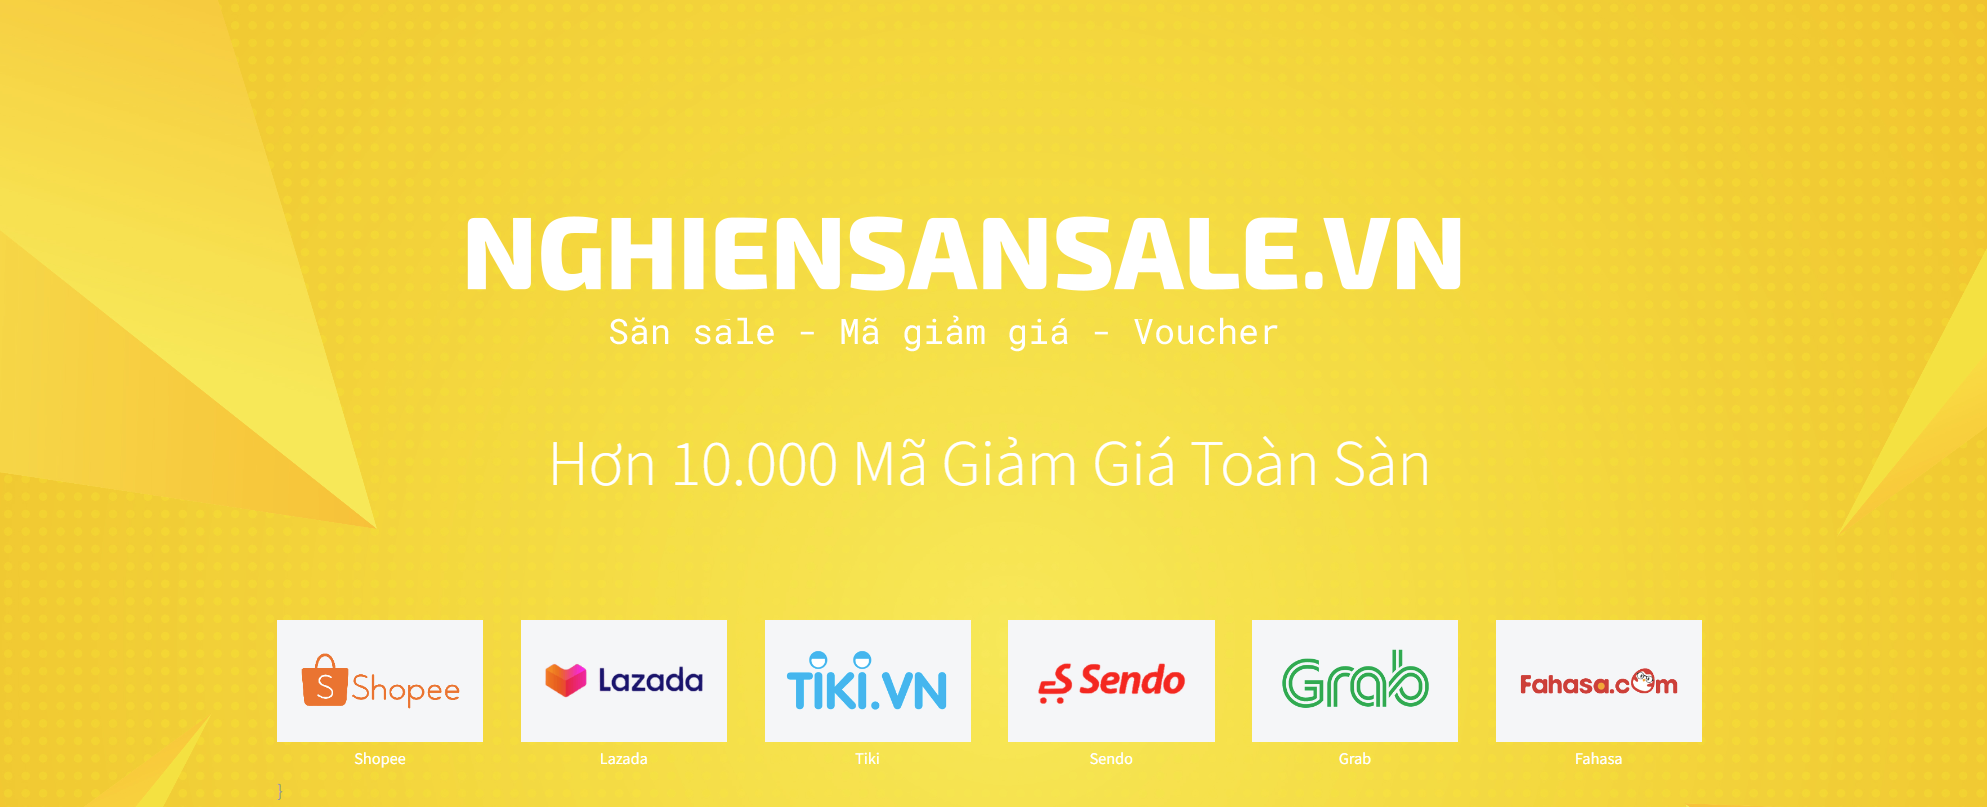 NGHIENSANSALE.VN
Săn sale - Mã giảm giá - Voucher
Hơn 10.000 Mã Giảm Giá Toàn Sàn
S Shopee
Lazada
TIKI.VN
S Sendo
Grab
Fahasa.com
Shopee
Lazada
Tiki
Sendo
Grab
Fahasa
}